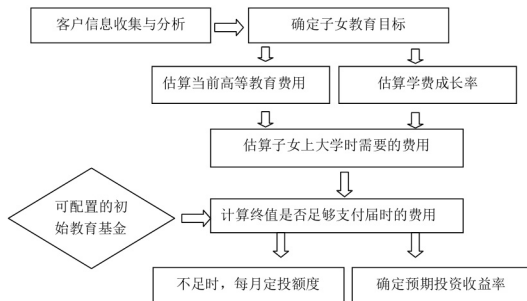 客户信息收集与分析
确定子女教育目标
估算当前高等教育费用
估算学费成长率
估算子女上大学时需要的费用
可配置的初
始教育基金
计算终值是否足够支付届时的费用
不足时，每月定投额度
确定预期投资收益率